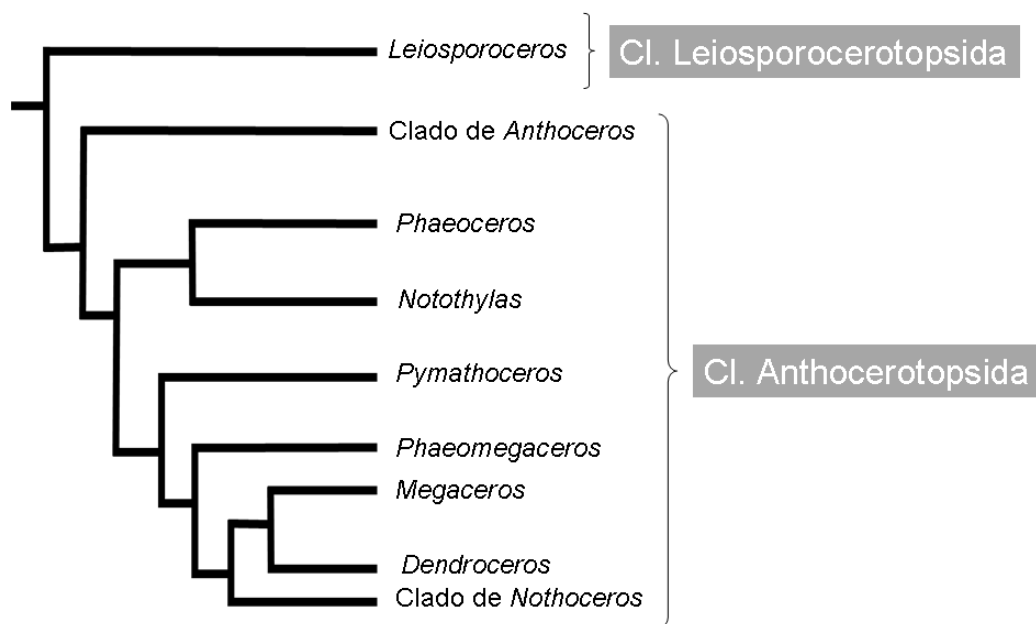 Leiosporoceros
Cl. Leiosporocerotopsida
Clado de Anthoceros
Phaeoceros
Notothylas
Pymathoceros
Cl. Anthocerotopsida
Phaeomegaceros
Megaceros
Dendroceros
Clado de Nothoceros